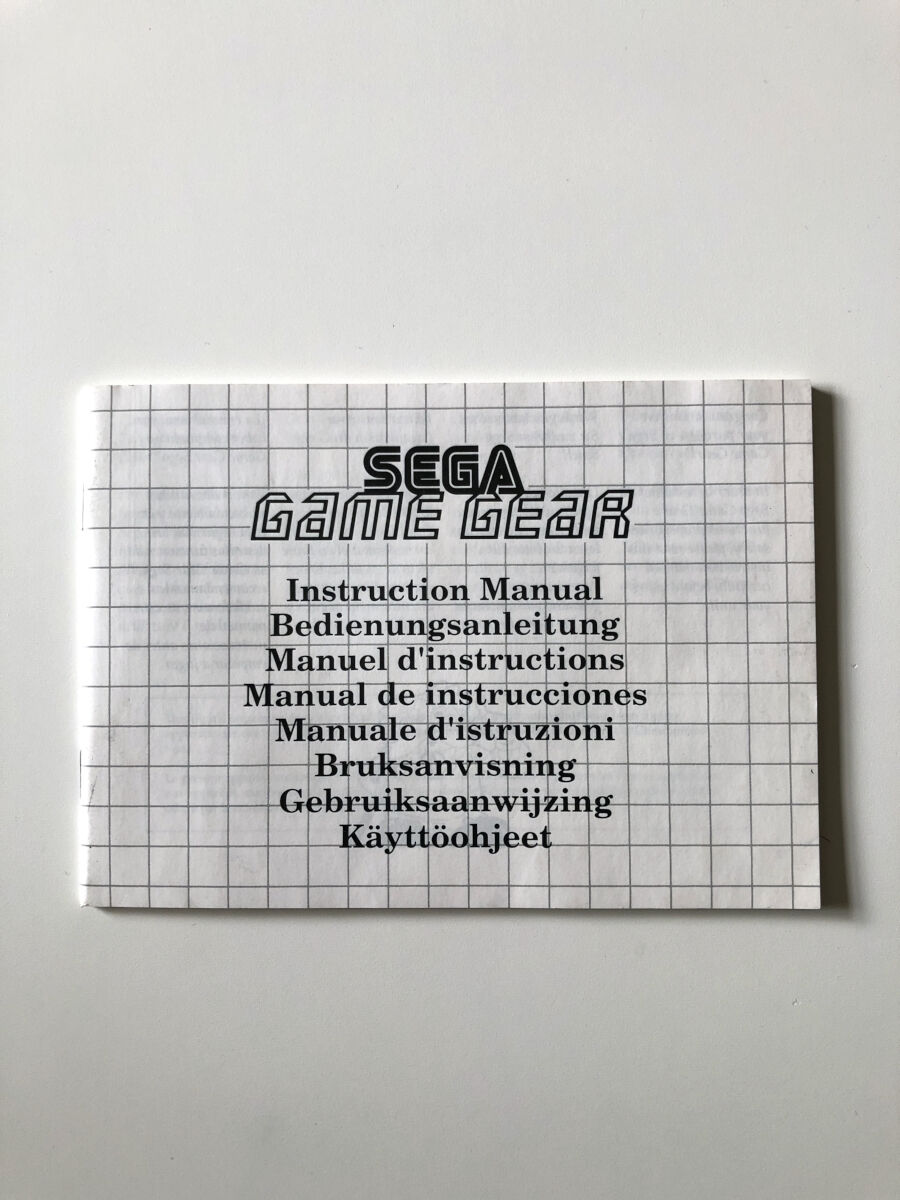 SEGA
GAME GEAR
Instruction Manual
Bedienungsanleitung
Manuel d'instructions
Manual de instrucciones
Manuale d'istruzioni
Bruksanvisning
Gebruiksaanwijzing
Käyttöohjeet